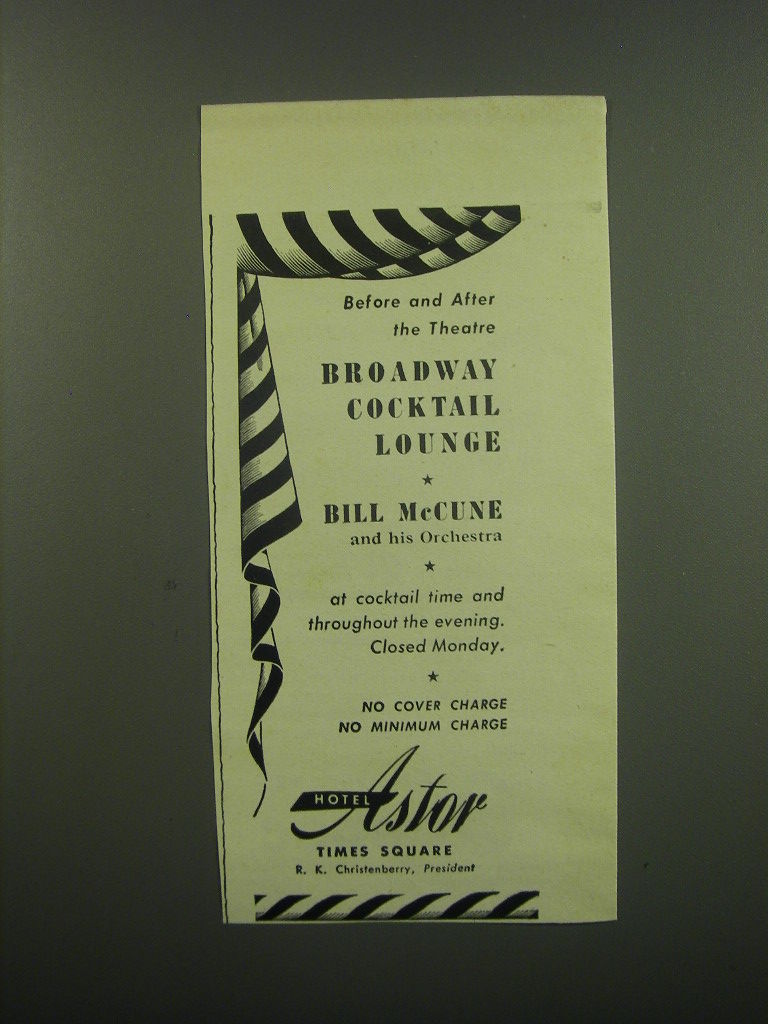 Before and After
the Theatre
BROADWAY
COCKTAIL
LOUNGE
BILL McCUNE
and his Orchestra
at cocktail time and
throughout the evening.
Closed Monday.
NO COVER CHARGE
NO MINIMUM CHARGE
HOTEL Astor
TIMES SQUARE
R. K. Christenberry, President